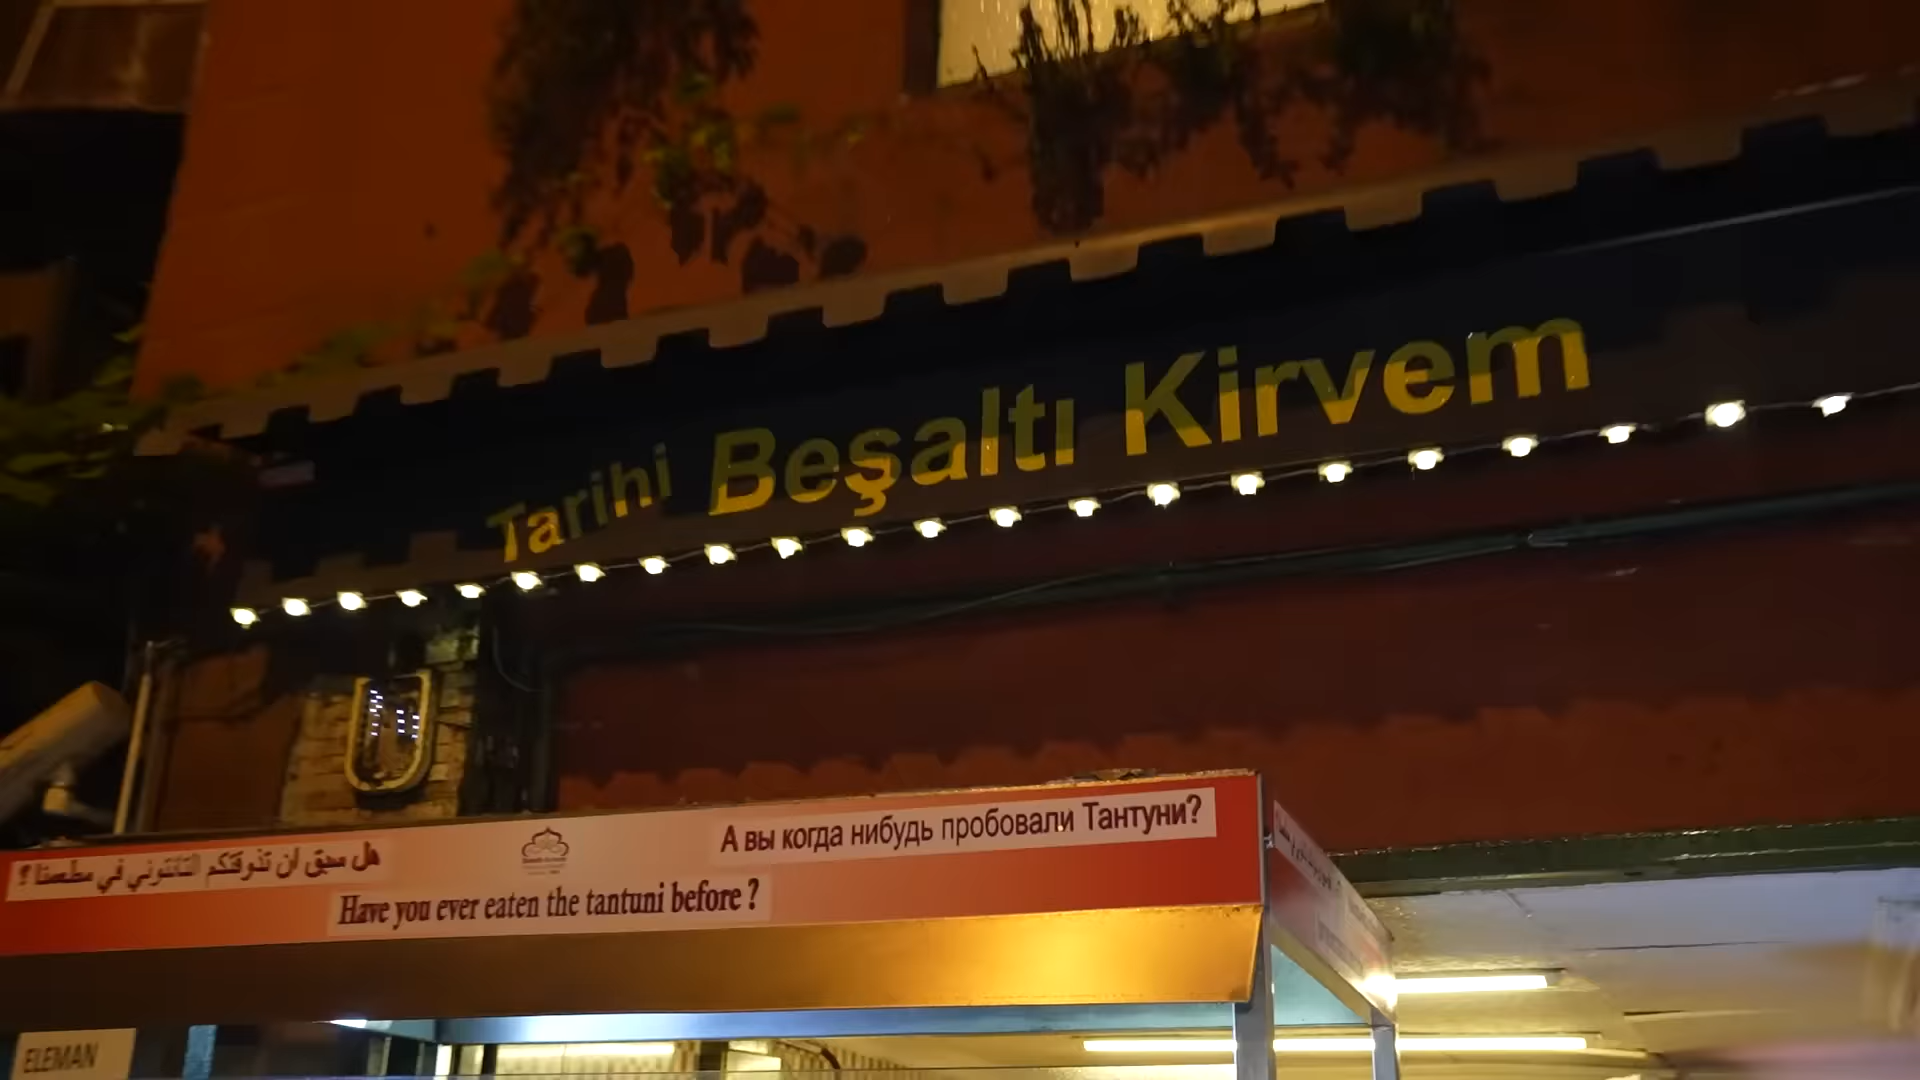 Tarihi Beşaltı Kirvem
А вы когда нибудь пробовали Тантуни?
هل سبق ان تذوقتكم التانتوني في مطعمنا ؟
Have you ever eaten the tantuni before ?
ELEMAN